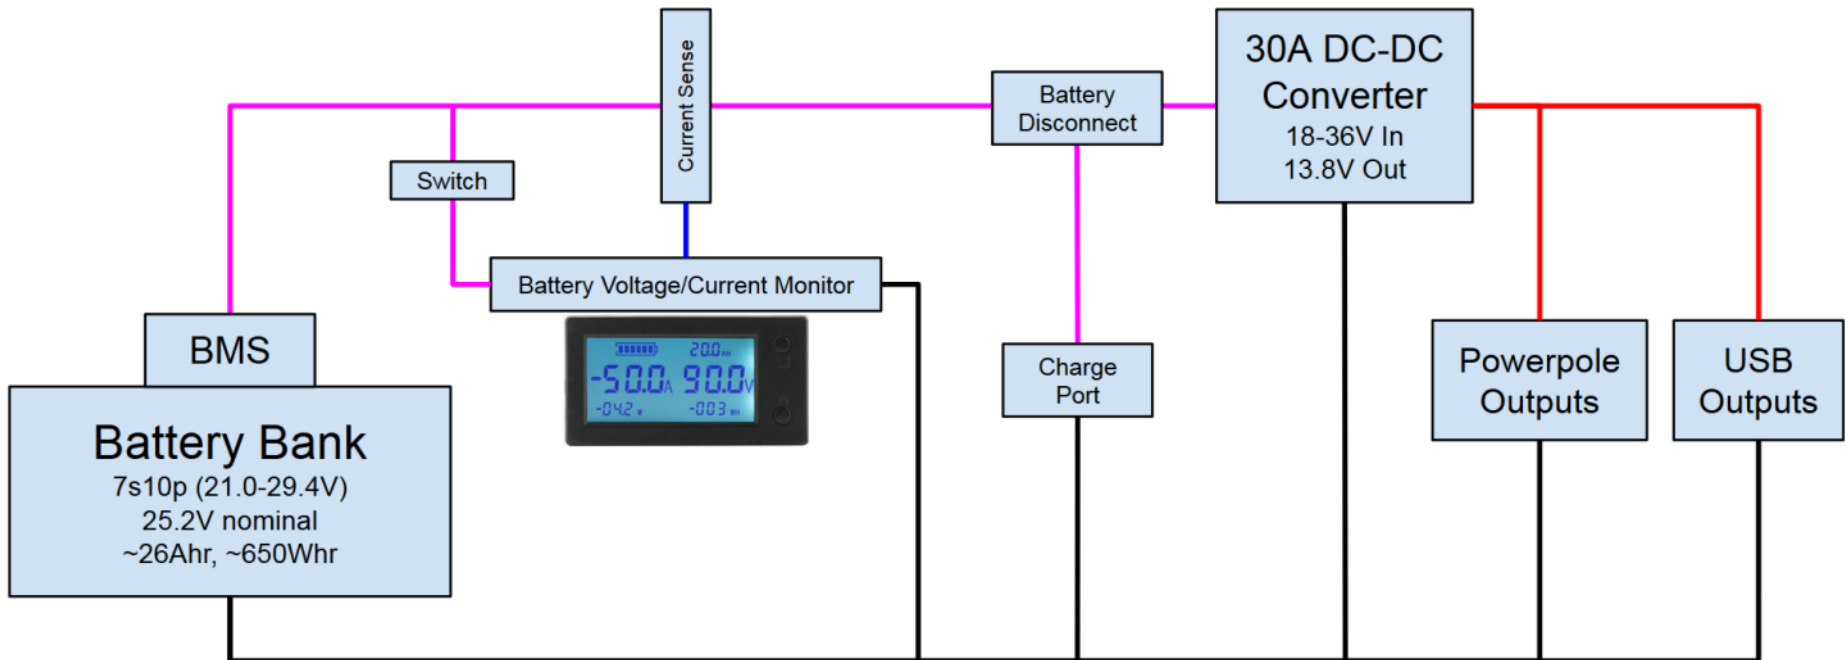 Current Sense
30A DC-DC
Converter
18-36V In
13.8V Out
Battery
Disconnect
Switch
Battery Voltage/Current Monitor
BMS
20.0AH
-50.0A 90.0V
-003 WH
Charge
Port
Powerpole
Outputs
USB
Outputs
Battery Bank
7s10p (21.0-29.4V)
25.2V nominal
~26Ahr, ~650Whr